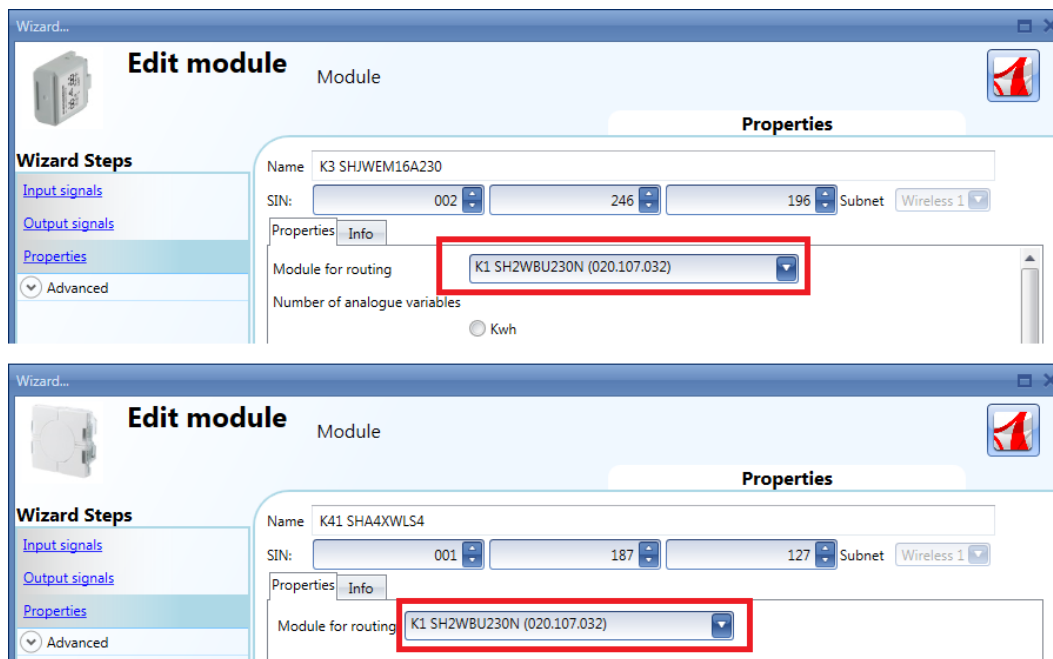 Wizard...
Edit module
Module
Properties
Wizard Steps
Input signals
Output signals
Properties
Advanced
Name K3 SHJWEM16A230
SIN: 002 246 196 Subnet Wireless 1
Properties Info
Module for routing K1 SH2WBU230N (020.107.032)
Number of analogue variables
Kwh
Wizard...
Edit module
Module
Properties
Wizard Steps
Input signals
Output signals
Properties
Advanced
Name K41 SHA4XWLS4
SIN: 001 187 127 Subnet Wireless 1
Properties Info
Module for routing K1 SH2WBU230N (020.107.032)